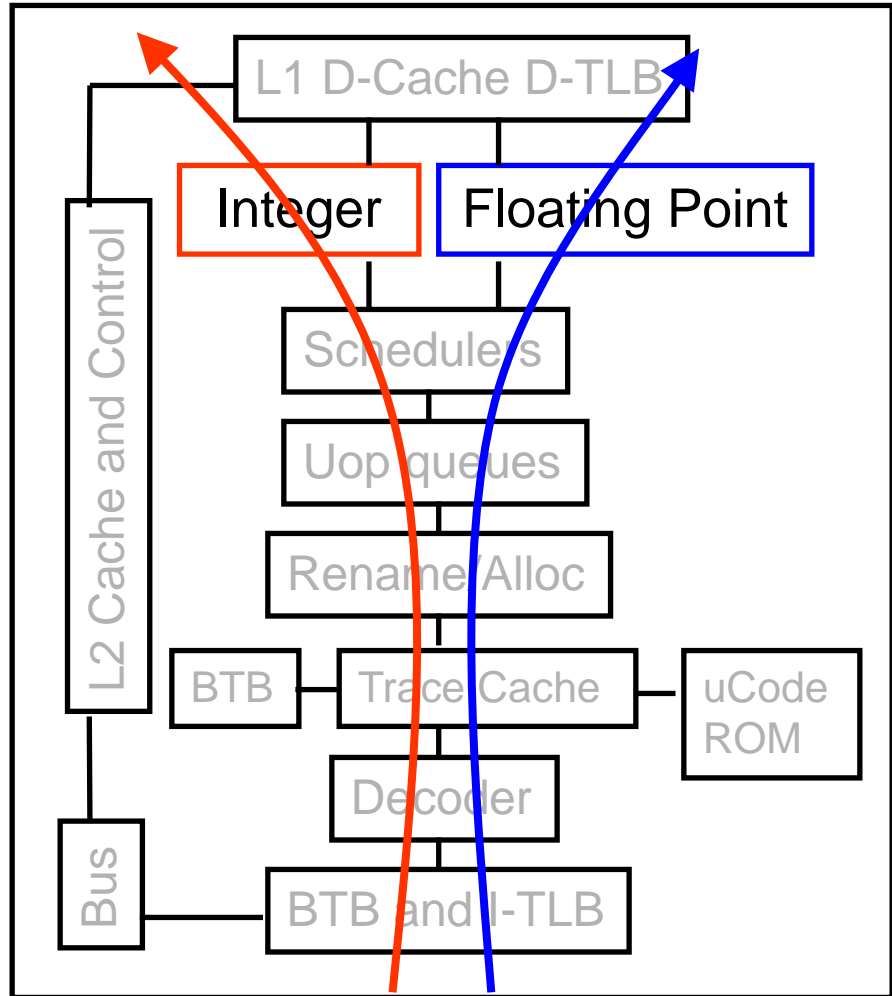 L1 D-Cache D-TLB
Integer
Floating Point
L2 Cache and Control
Schedulers
Uop queues
Rename/Alloc
BTB
Trace Cache
uCode
ROM
Decoder
Bus
BTB and I-TLB